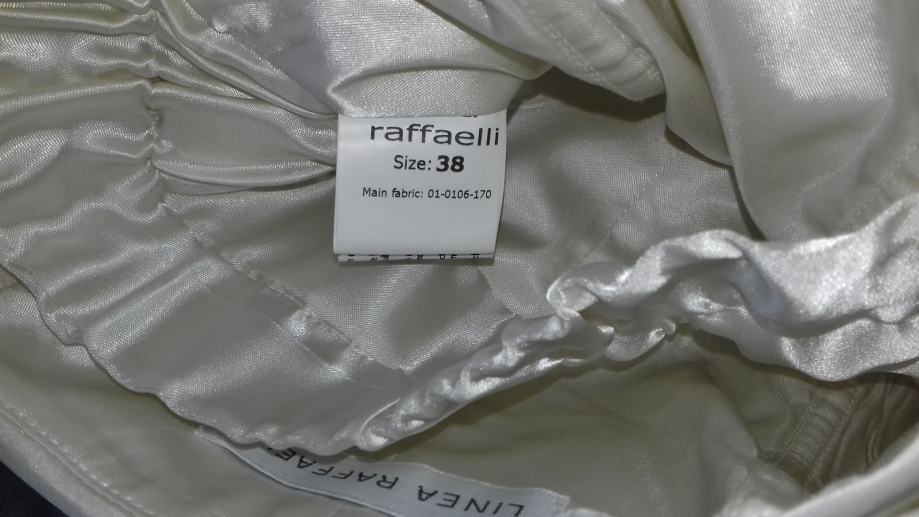 raffaelli
Size: 38
Main fabric: 01-0106-170
LINEA RAFFAE